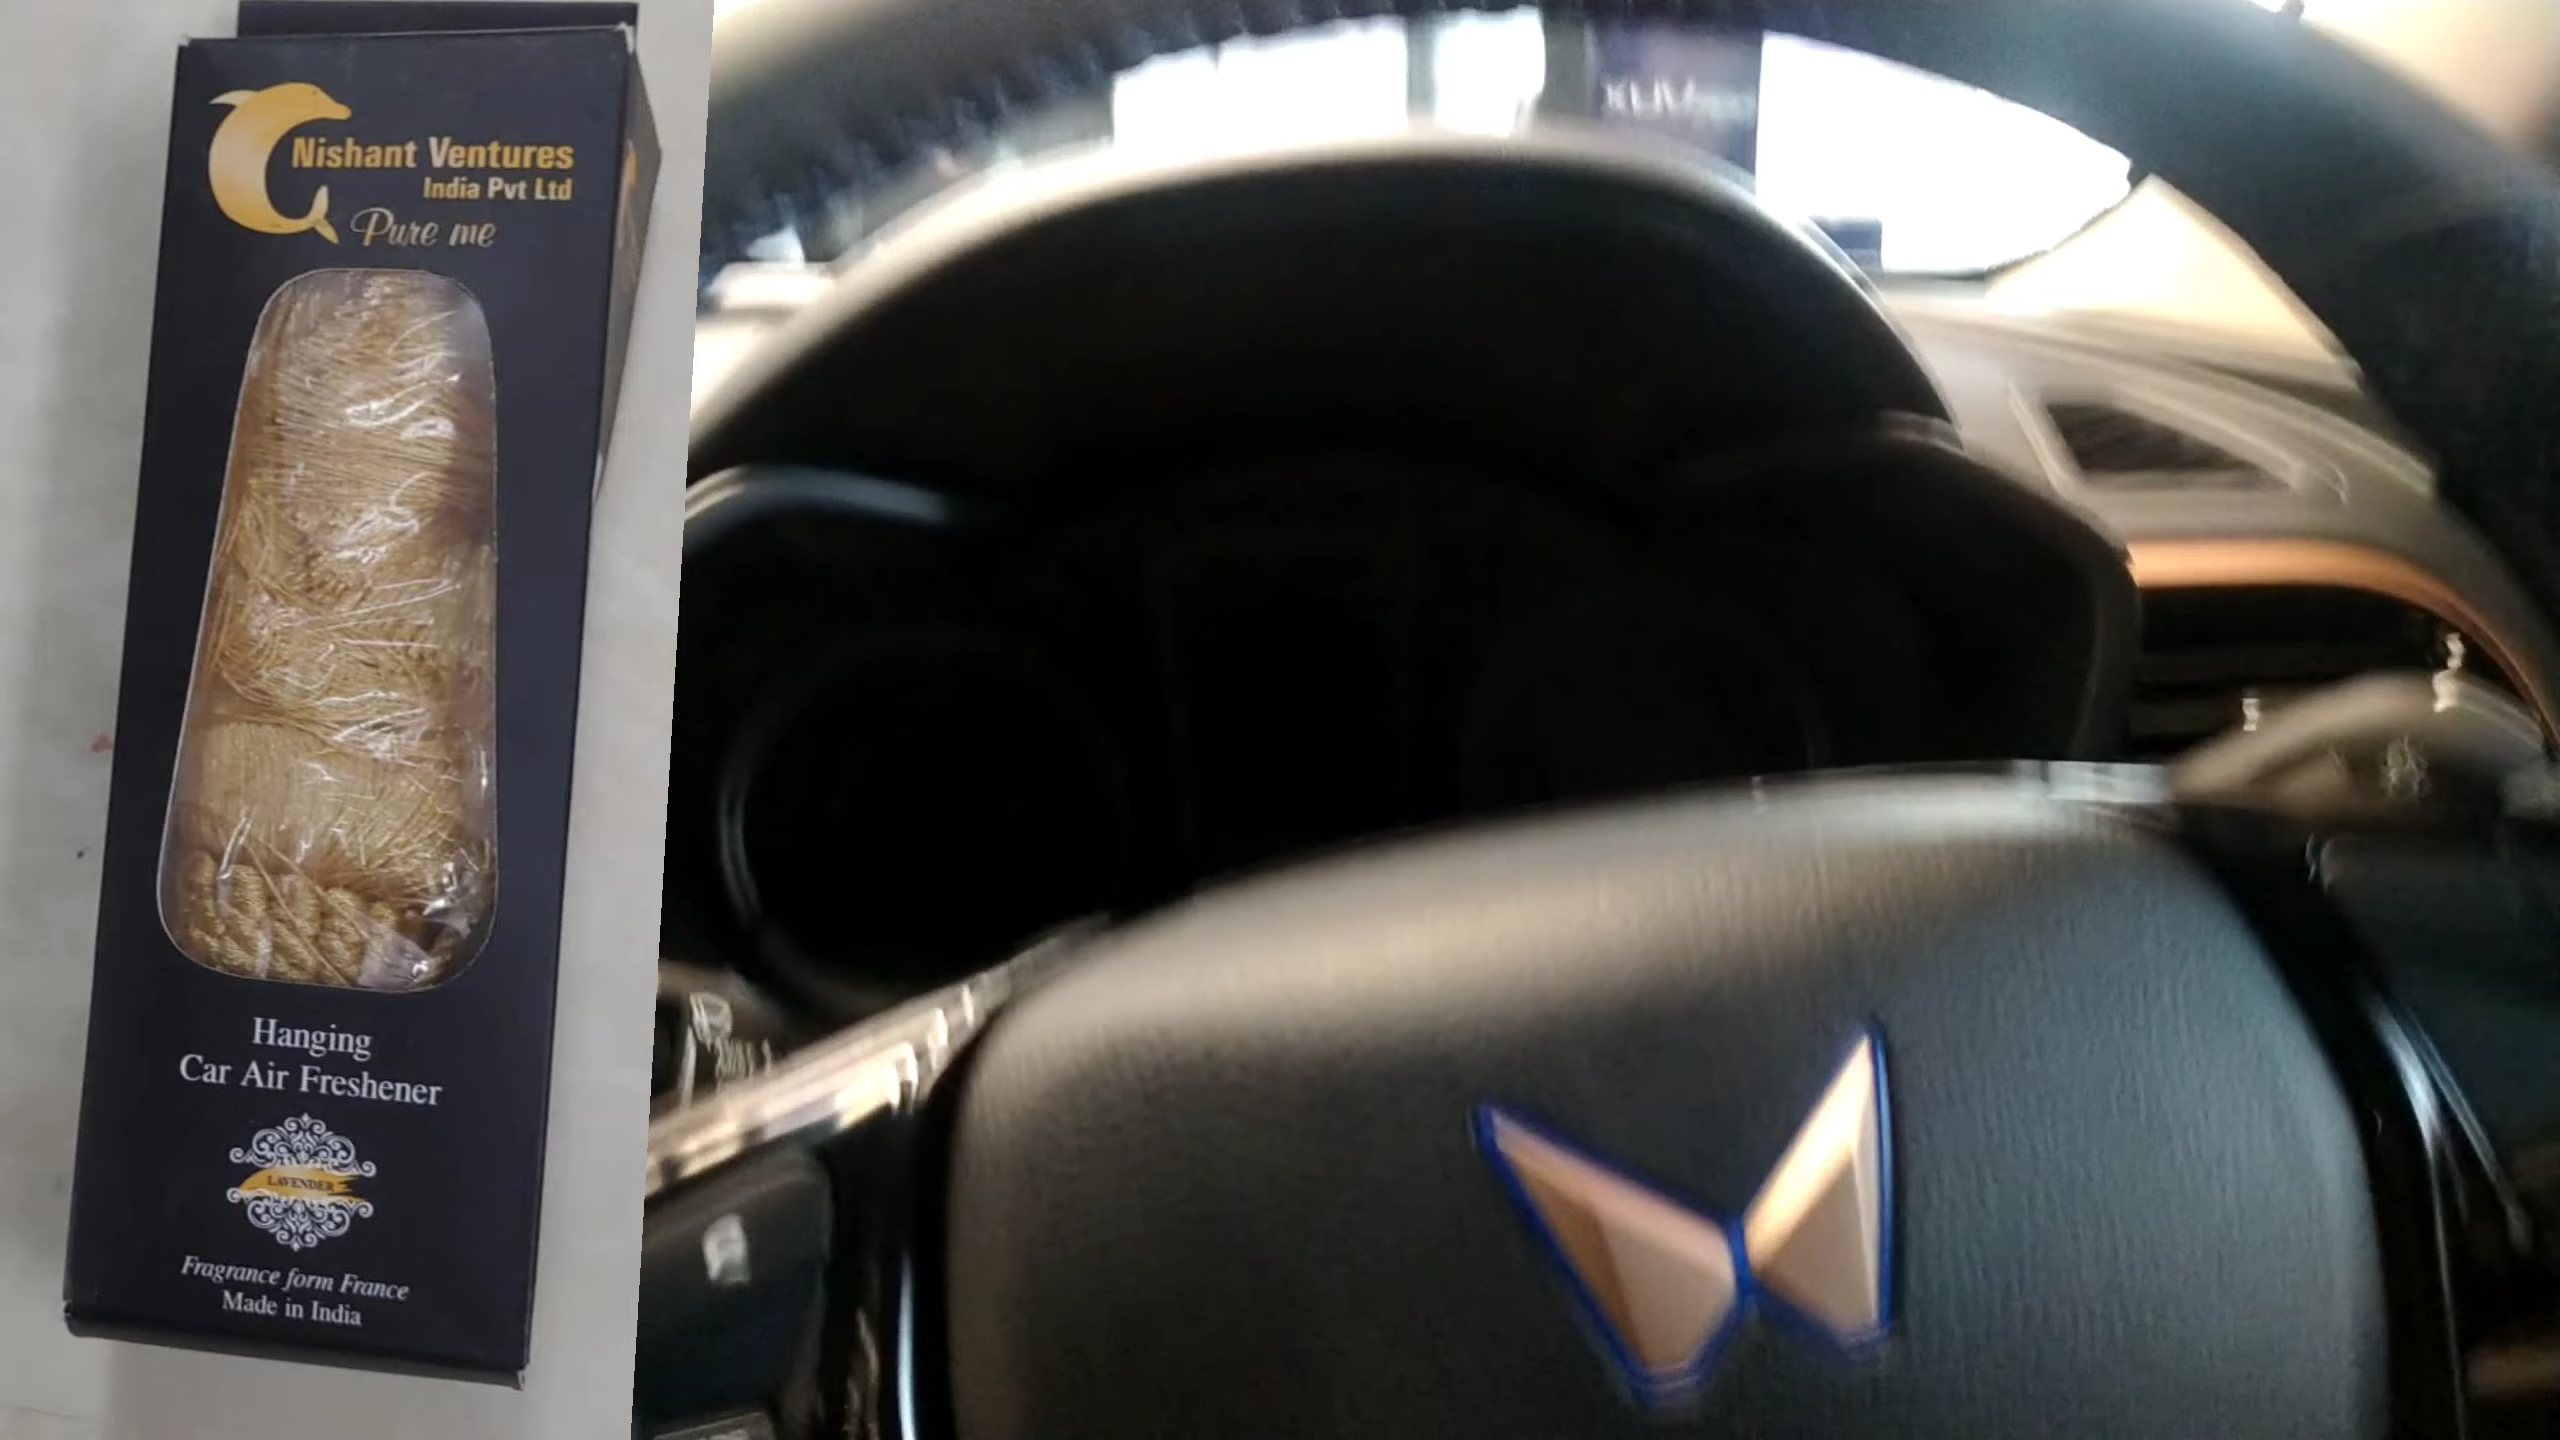 Nishant Ventures
India Pvt Ltd
Pure me
Hanging
Car Air Freshener
LAVENDER
Fragrance form France
Made in India